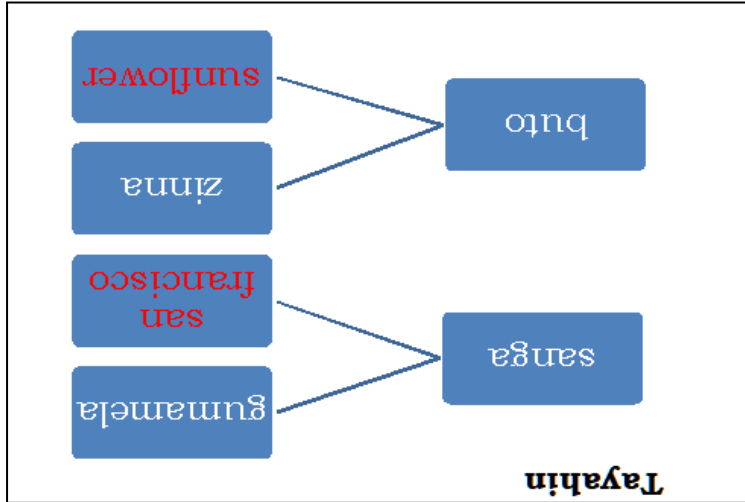 Tayahin
sanga
gumamela
san
francisco
buto
zinna
sunflower